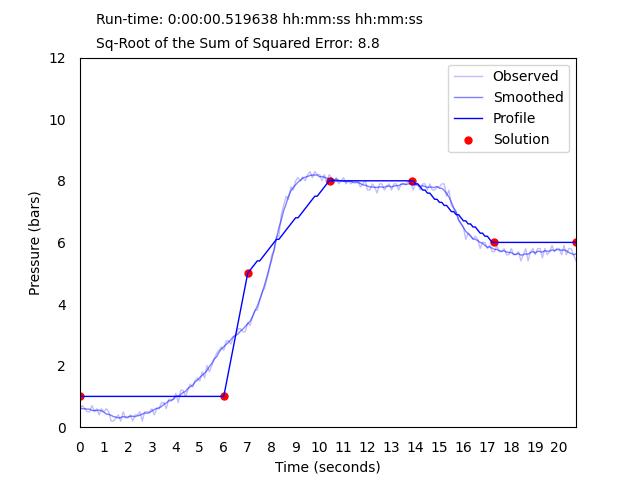 Run-time: 0:00:00.519638 hh:mm:ss hh:mm:ss
Sq-Root of the Sum of Squared Error: 8.8
12
10
8
6
4
2
0
Pressure (bars)
Observed
Smoothed
Profile
Solution
0 1 2 3 4 5 6 7 8 9 10 11 12 13 14 15 16 17 18 19 20
Time (seconds)